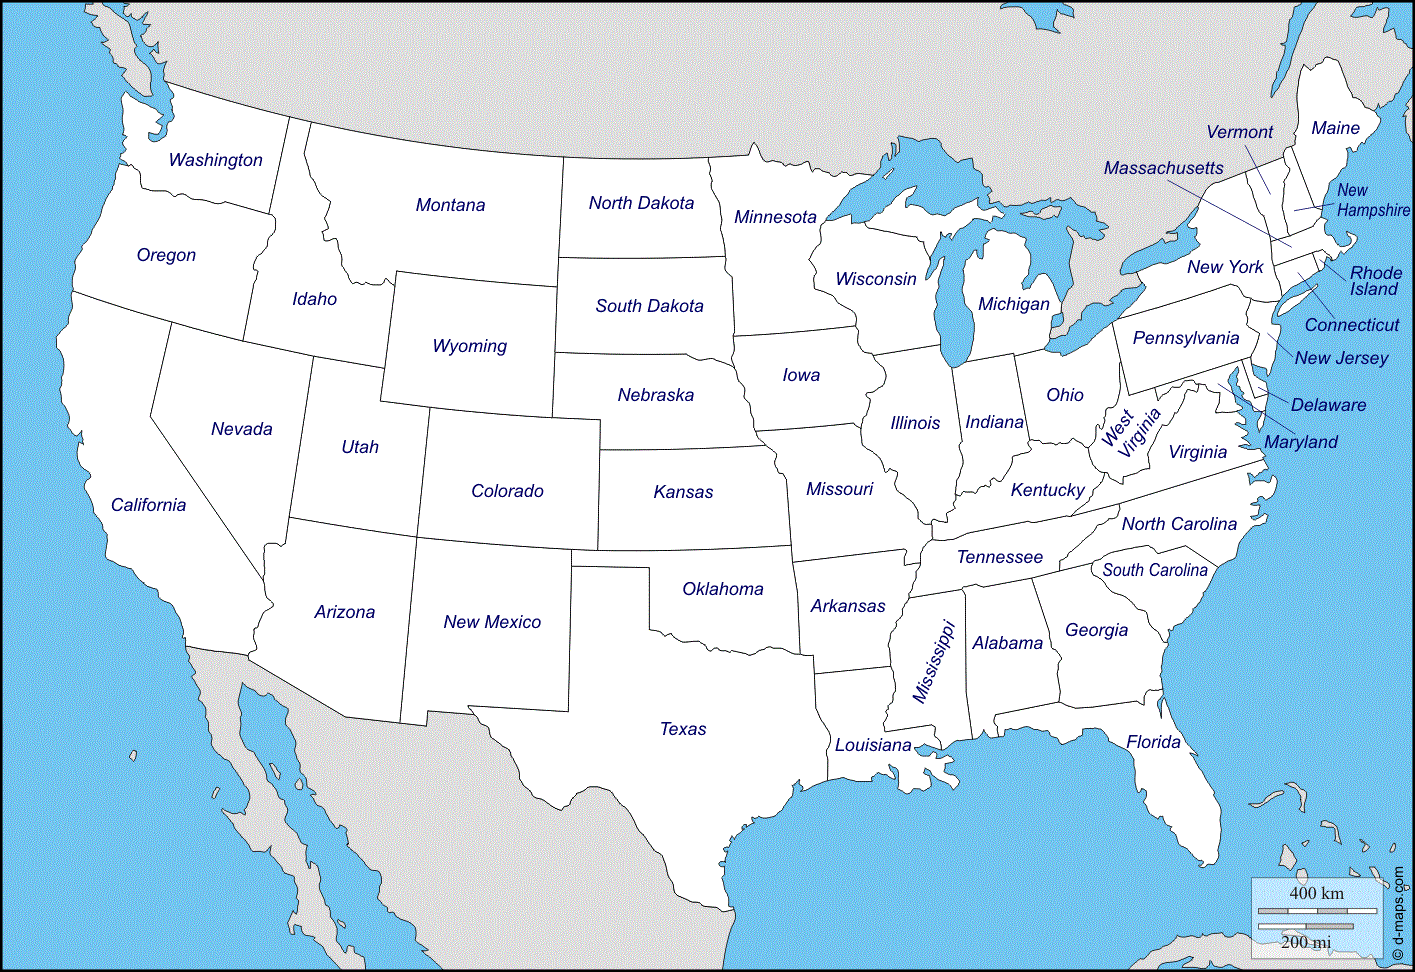 Washington
Montana
North Dakota
Minnesota
Vermont
Maine
Massachusetts
New
Hampshire
Oregon
Idaho
Wyoming
South Dakota
Wisconsin
Michigan
New York
Rhode
Island
Connecticut
Pennsylvania
New Jersey
Nebraska
Iowa
Ohio
Delaware
Nevada
Utah
Colorado
Kansas
Missouri
Illinois
Indiana
West
Virginia
Virginia
Maryland
California
Kentucky
North Carolina
Tennessee
South Carolina
Arizona
New Mexico
Oklahoma
Arkansas
Mississippi
Alabama
Georgia
Texas
Louisiana
Florida
400 km
200 mi
© d-maps.com